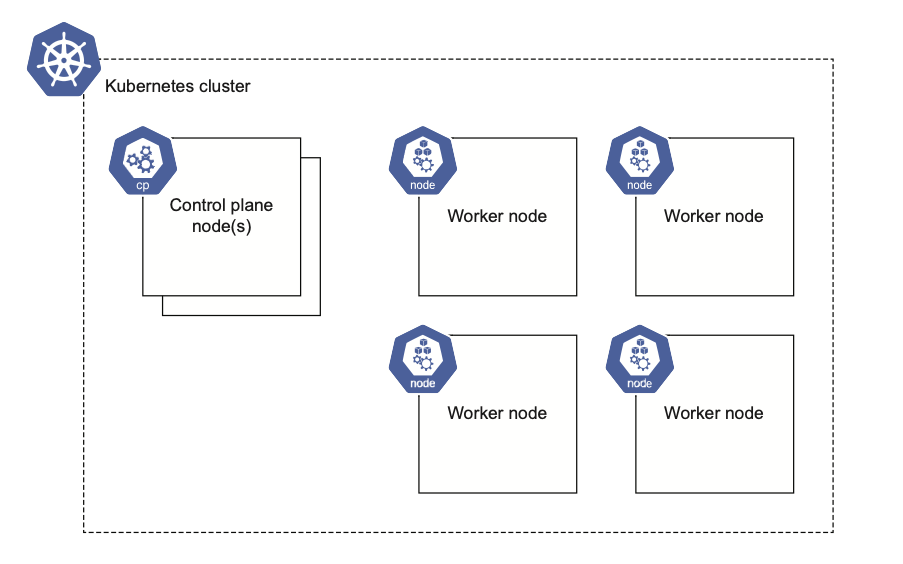 Kubernetes cluster
cp
Control plane
node(s)
node
Worker node
node
Worker node
node
Worker node
node
Worker node